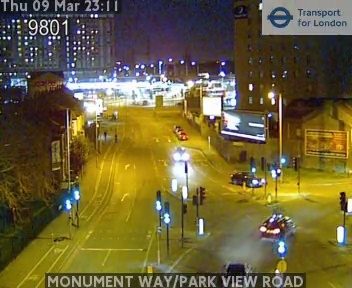 Thu 09 Mar 23:11
9801
Transport
for London
MONUMENT WAY/PARK VIEW ROAD